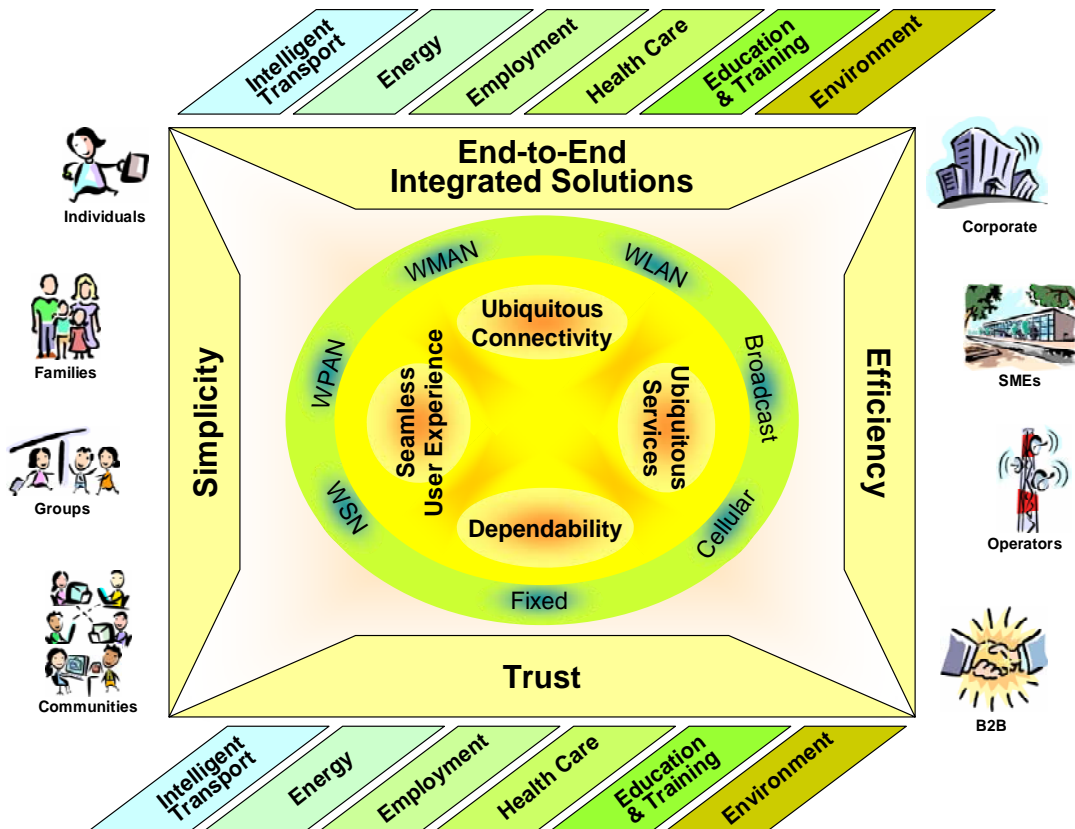 Intelligent
Transport
Energy
Employment
Health Care
Education
& Training
Environment
Individuals
Families
Groups
Communities
End-to-End
Integrated Solutions
Simplicity
Efficiency
Trust
WMAN
WLAN
WPAN
Broadcast
WSN
Cellular
Fixed
Ubiquitous
Connectivity
Seamless
User Experience
Ubiquitous
Services
Dependability
Corporate
SMEs
Operators
B2B
Intelligent
Transport
Energy
Employment
Health Care
Education
& Training
Environment